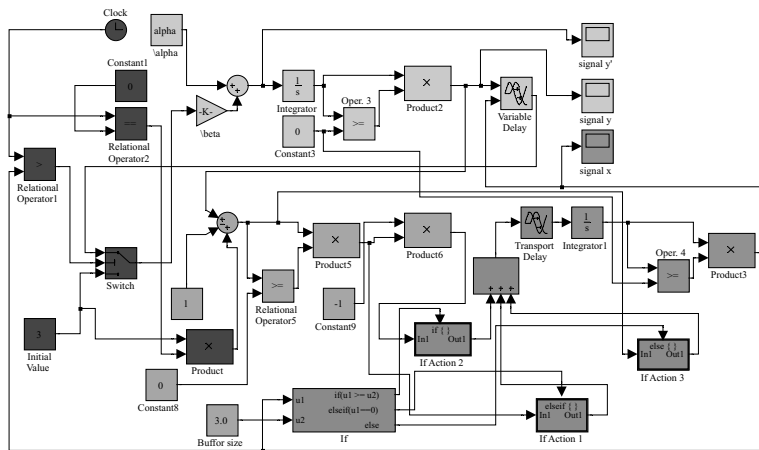 Clock
alpha
\alpha
Constant1
0
==
Relational
Operator2
>
Relational
Operator1
-K-
\beta
+
+
1
s
Integrator
0
Constant3
Oper. 3
>=
×
Product2
Variable
Delay
signal y'
signal y
signal x
Switch
3
Initial
Value
1
×
Product
0
Constant8
>=
Relational
Operator5
×
Product5
-1
Constant9
×
Product6
Transport
Delay
1
s
Integrator1
+ + +
Oper. 4
>=
×
Product3
if { }
In1 Out1
If Action 2
else { }
In1 Out1
If Action 3
elseif { }
In1 Out1
If Action 1
3.0
Buffor size
u1
u2
if(u1 >= u2)
elseif(u1==0)
else
If